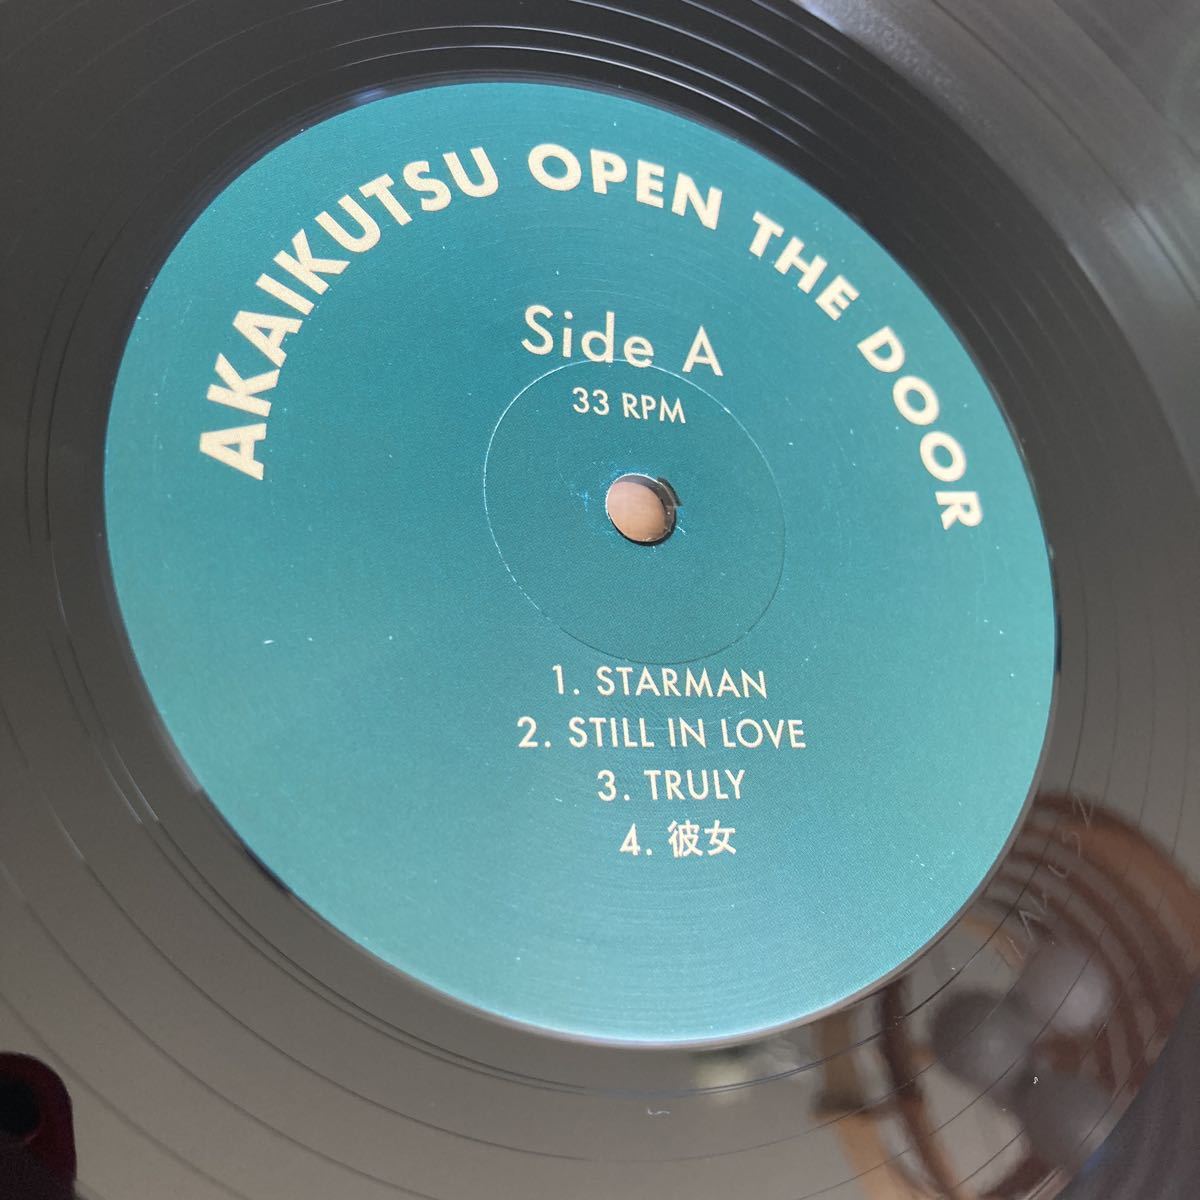 AKAIKUTSU OPEN THE DOOR
Side A
33 RPM
1. STARMAN
2. STILL IN LOVE
3. TRULY
4. 彼女